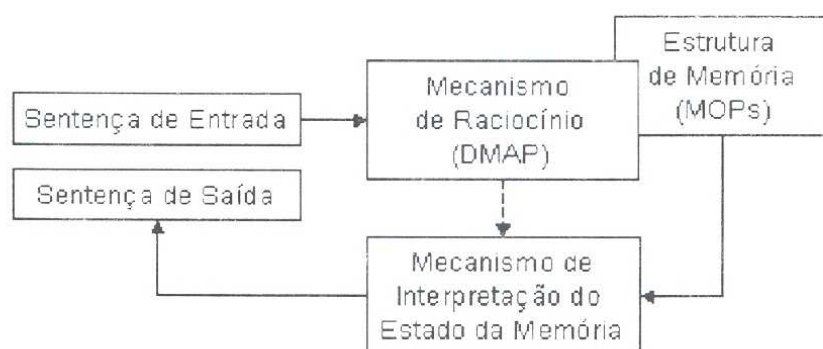 Sentença de Entrada
Sentença de Saída
Mecanismo
de Raciocínio
(DMAP)
Estrutura
de Memória
(MOPs)
Mecanismo de
Interpretação do
Estado da Memória